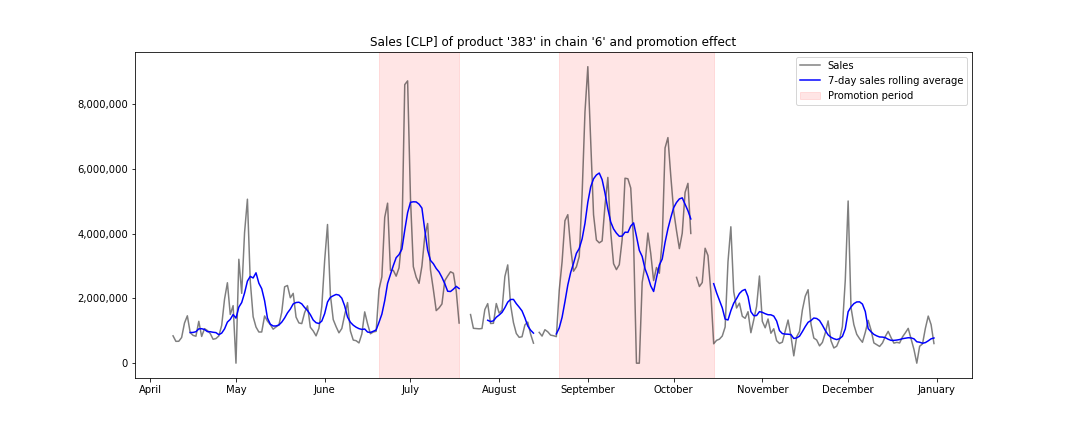 Sales [CLP] of product '383' in chain '6' and promotion effect
Sales
7-day sales rolling average
Promotion period
8,000,000
6,000,000
4,000,000
2,000,000
0
April May June July August September October November December January